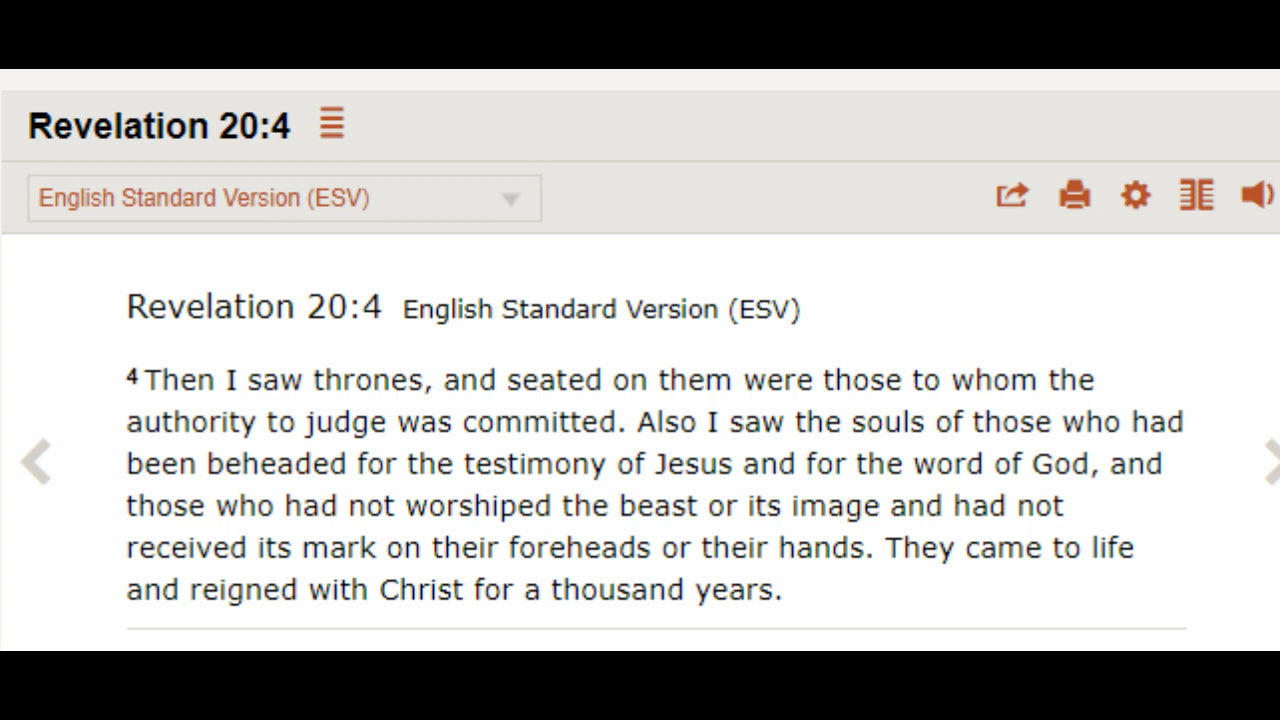 Revelation 20:4
English Standard Version (ESV)
Revelation 20:4 English Standard Version (ESV)
4 Then I saw thrones, and seated on them were those to whom the
authority to judge was committed. Also I saw the souls of those who had
been beheaded for the testimony of Jesus and for the word of God, and
those who had not worshiped the beast or its image and had not
received its mark on their foreheads or their hands. They came to life
and reigned with Christ for a thousand years.